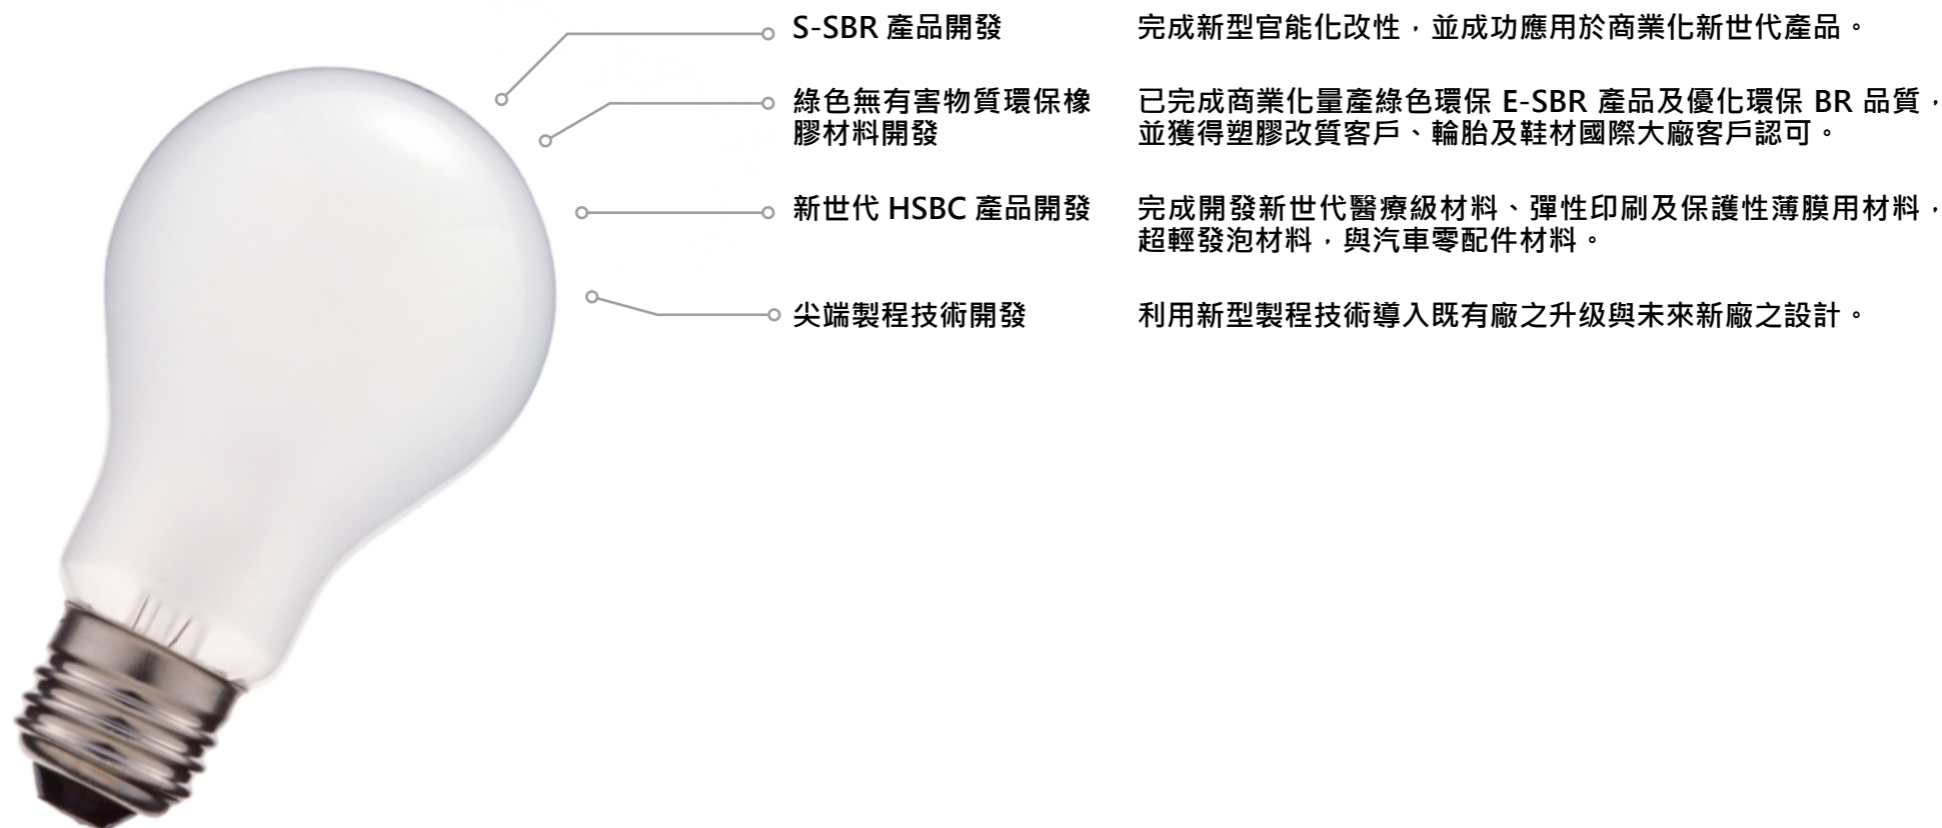 S-SBR 產品開發
完成新型官能化改性，並成功應用於商業化新世代產品。
綠色無有害物質環保橡
膠材料開發
已完成商業化量產綠色環保 E-SBR 產品及優化環保 BR 品質，
並獲得塑膠改質客戶、輪胎及鞋材國際大廠客戶認可。
新世代 HSBC 產品開發
完成開發新世代醫療級材料、彈性印刷及保護性薄膜用材料，
超輕發泡材料，與汽車零配件材料。
尖端製程技術開發
利用新型製程技術導入既有廠之升级與未來新廠之設計。